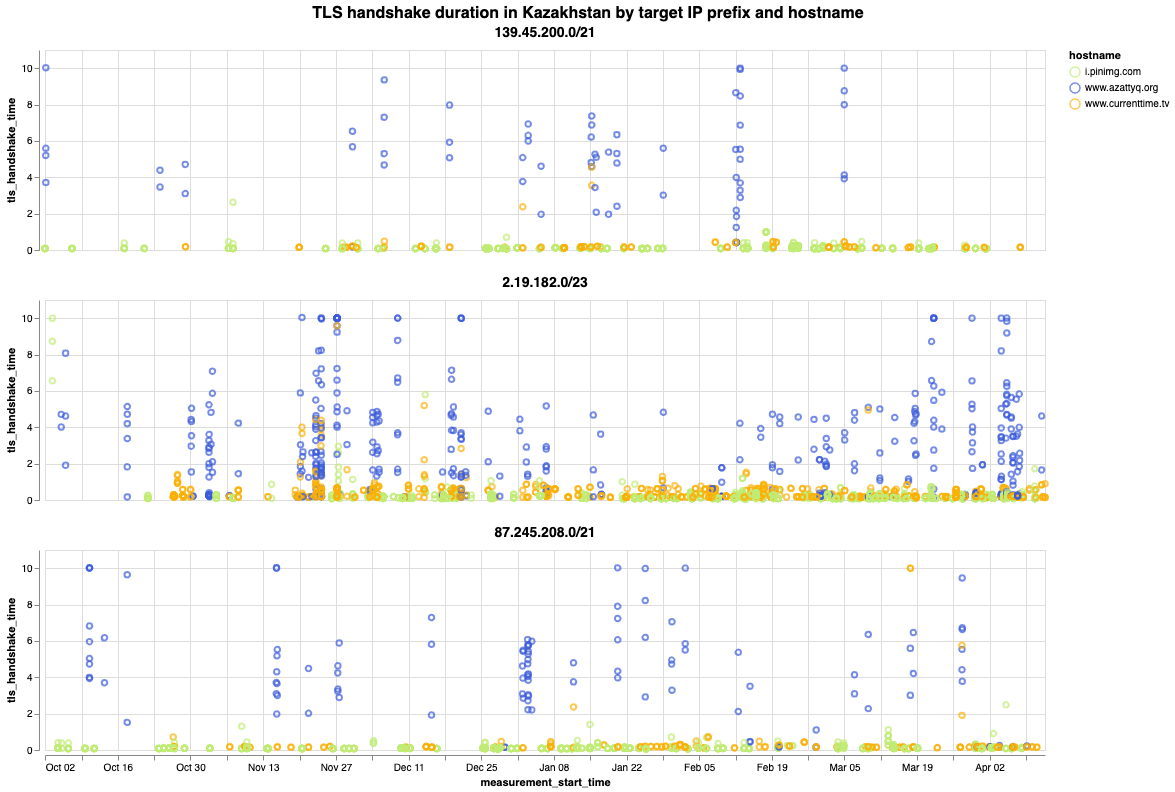 TLS handshake duration in Kazakhstan by target IP prefix and hostname
139.45.200.0/21
hostname
i.pinimg.com
www.azattyq.org
www.currenttime.tv
tls_handshake_time
10
8
6
4
2
0
2.19.182.0/23
tls_handshake_time
10
8
6
4
2
0
87.245.208.0/21
tls_handshake_time
10
8
6
4
2
0
Oct 02 Oct 16 Oct 30 Nov 13 Nov 27 Dec 11 Dec 25 Jan 08 Jan 22 Feb 05 Feb 19 Mar 05 Mar 19 Apr 02
measurement_start_time